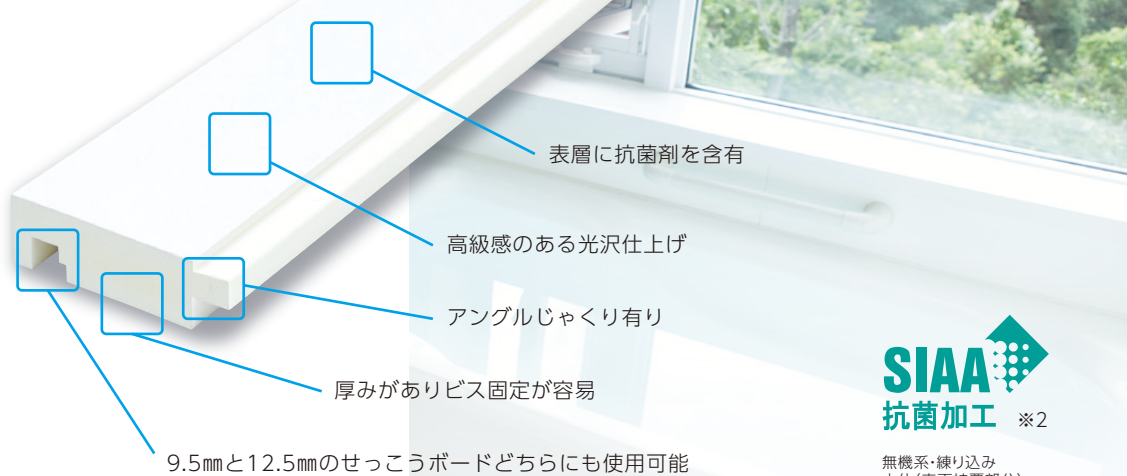 表層に抗菌剤を含有
高級感のある光沢仕上げ
アングルじゃくり有り
厚みがありビス固定が容易
9.5㎜と12.5㎜のせっこうボードどちらにも使用可能
SIAA
抗菌加工 ※2
無機系・練り込み